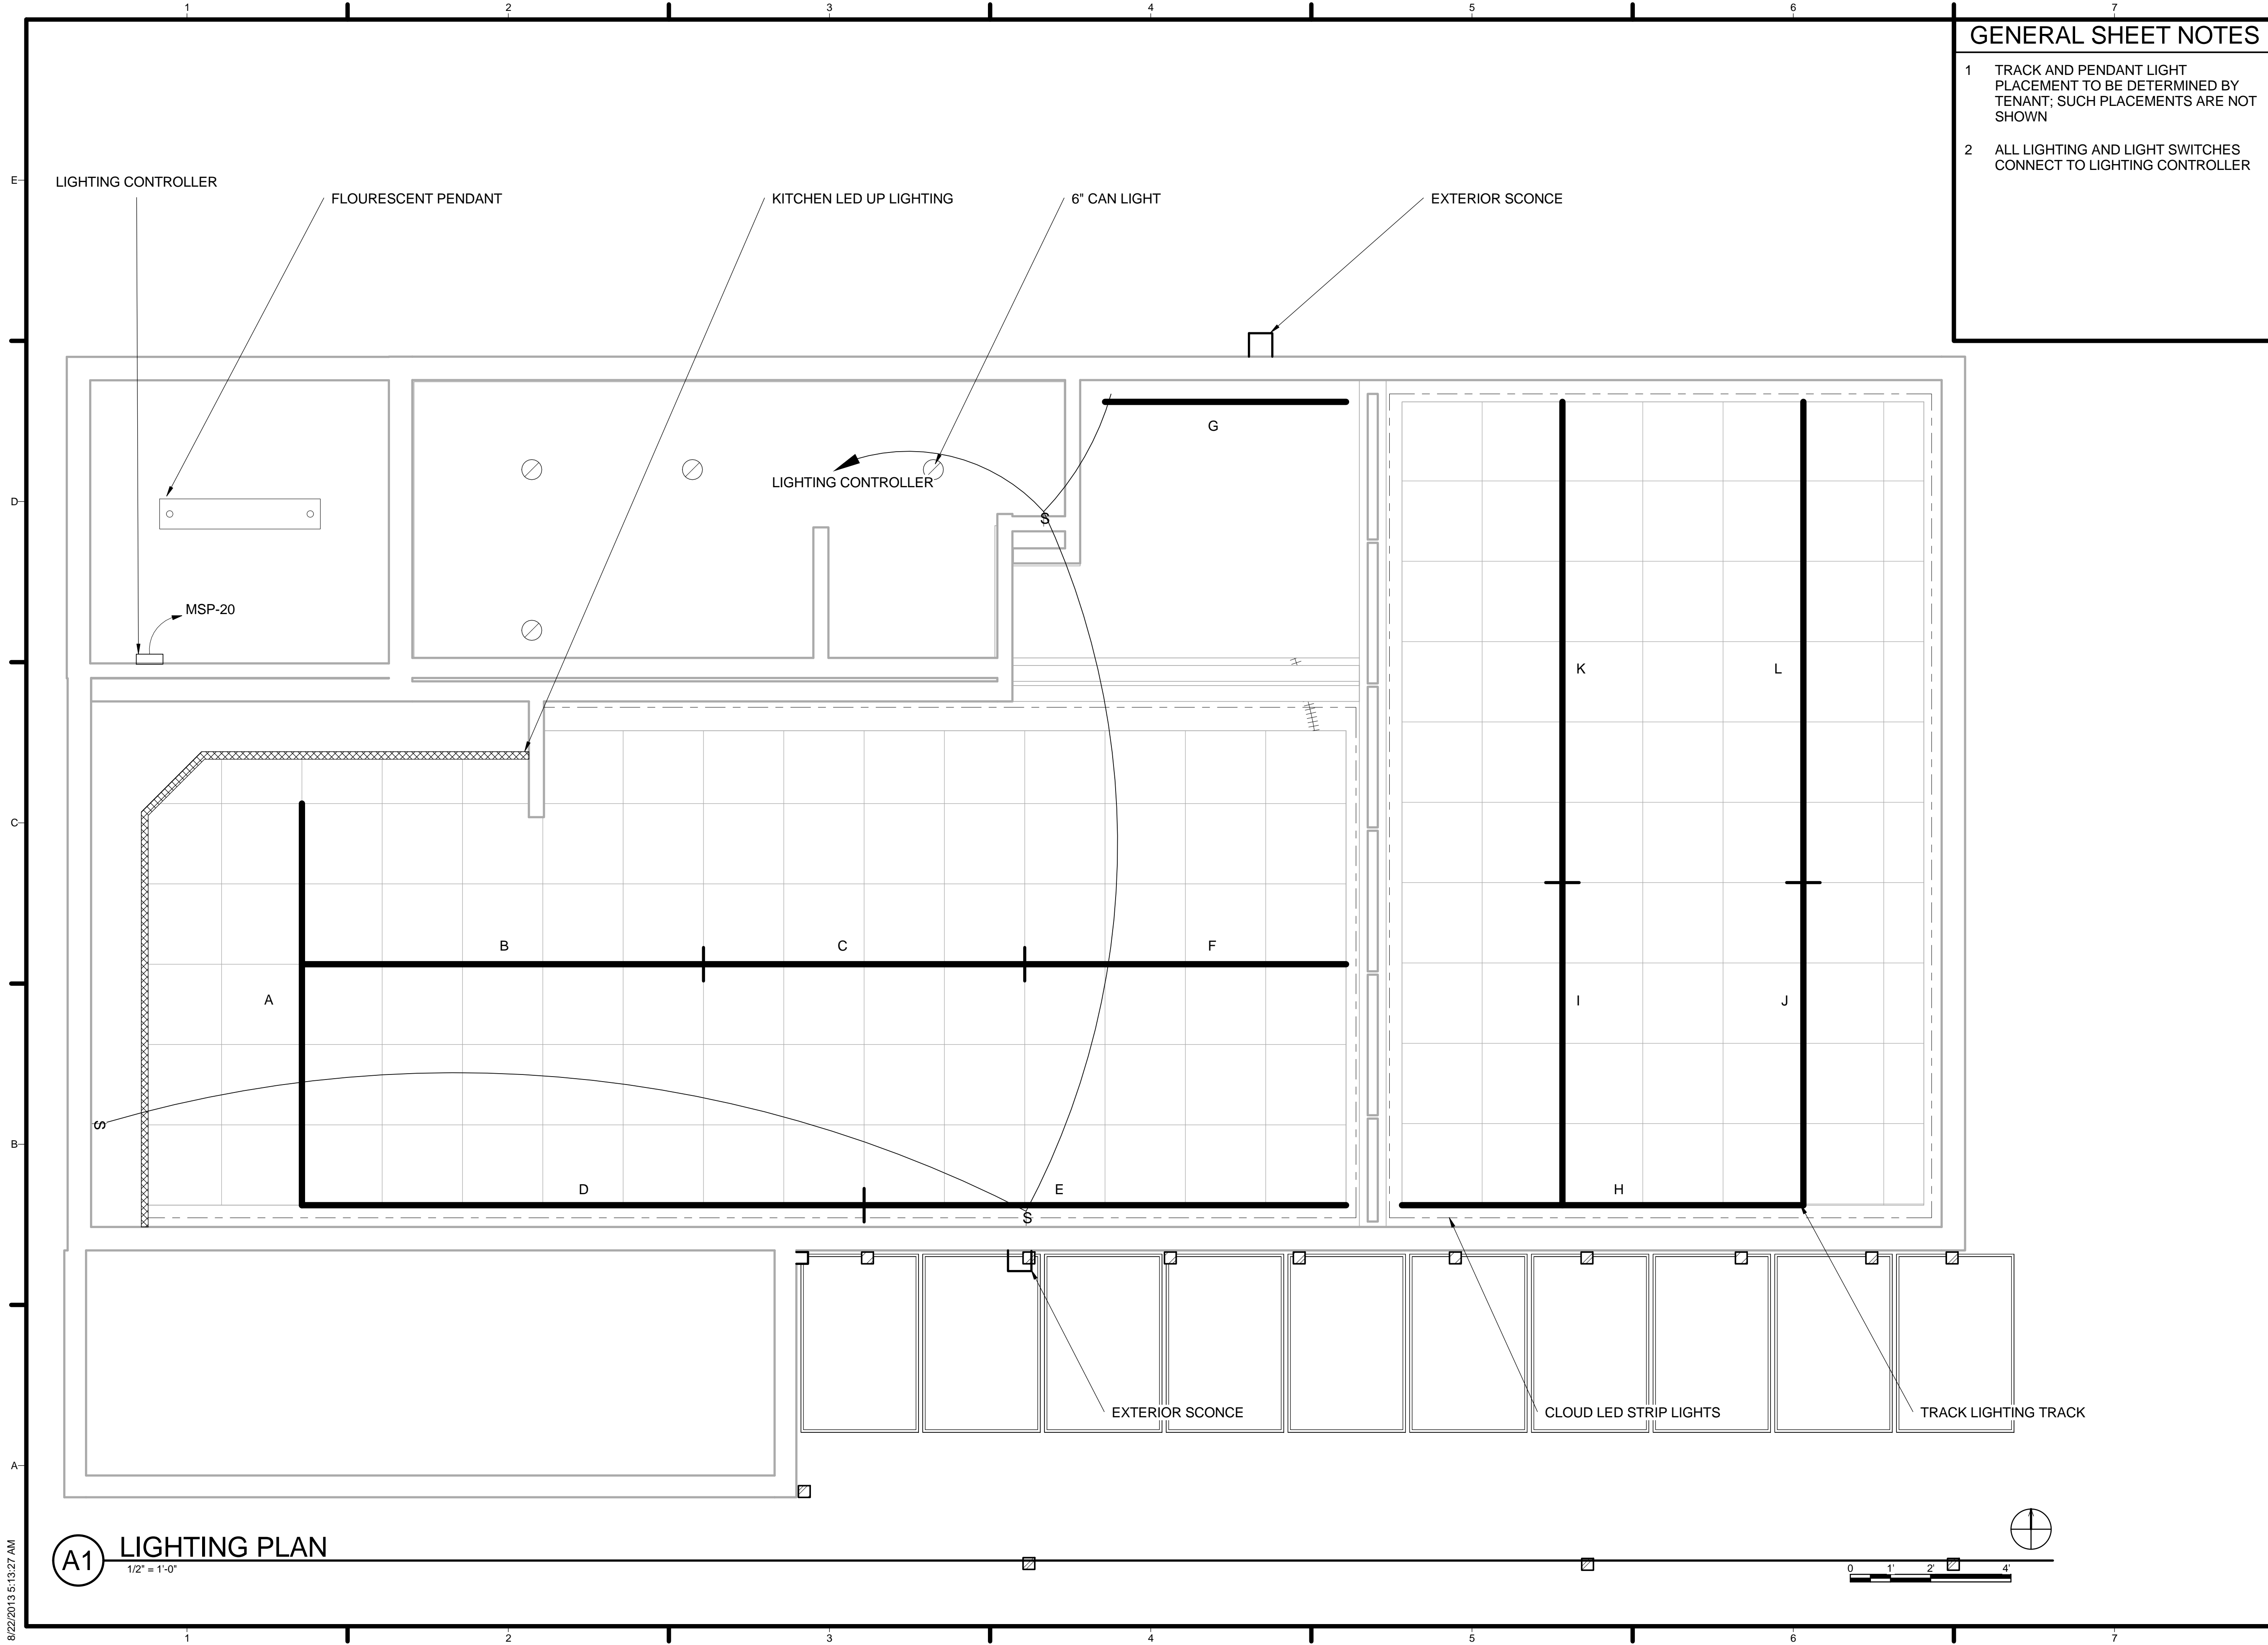 1 2 3 4 5 6 7
GENERAL SHEET NOTES
1 TRACK AND PENDANT LIGHT
PLACEMENT TO BE DETERMINED BY
TENANT; SUCH PLACEMENTS ARE NOT
SHOWN
2 ALL LIGHTING AND LIGHT SWITCHES
CONNECT TO LIGHTING CONTROLLER
E
LIGHTING CONTROLLER
FLOURESCENT PENDANT
KITCHEN LED UP LIGHTING
6" CAN LIGHT
EXTERIOR SCONCE
G
LIGHTING CONTROLLER
D
S
MSP-20
K
L
C
B
C
F
A
I
J
S
B
D
E
H
S
EXTERIOR SCONCE
CLOUD LED STRIP LIGHTS
TRACK LIGHTING TRACK
A
A1
LIGHTING PLAN
1/2" = 1'-0"
0 1' 2' 4'
8/22/2013 5:13:27 AM
1 2 3 4 5 6 7